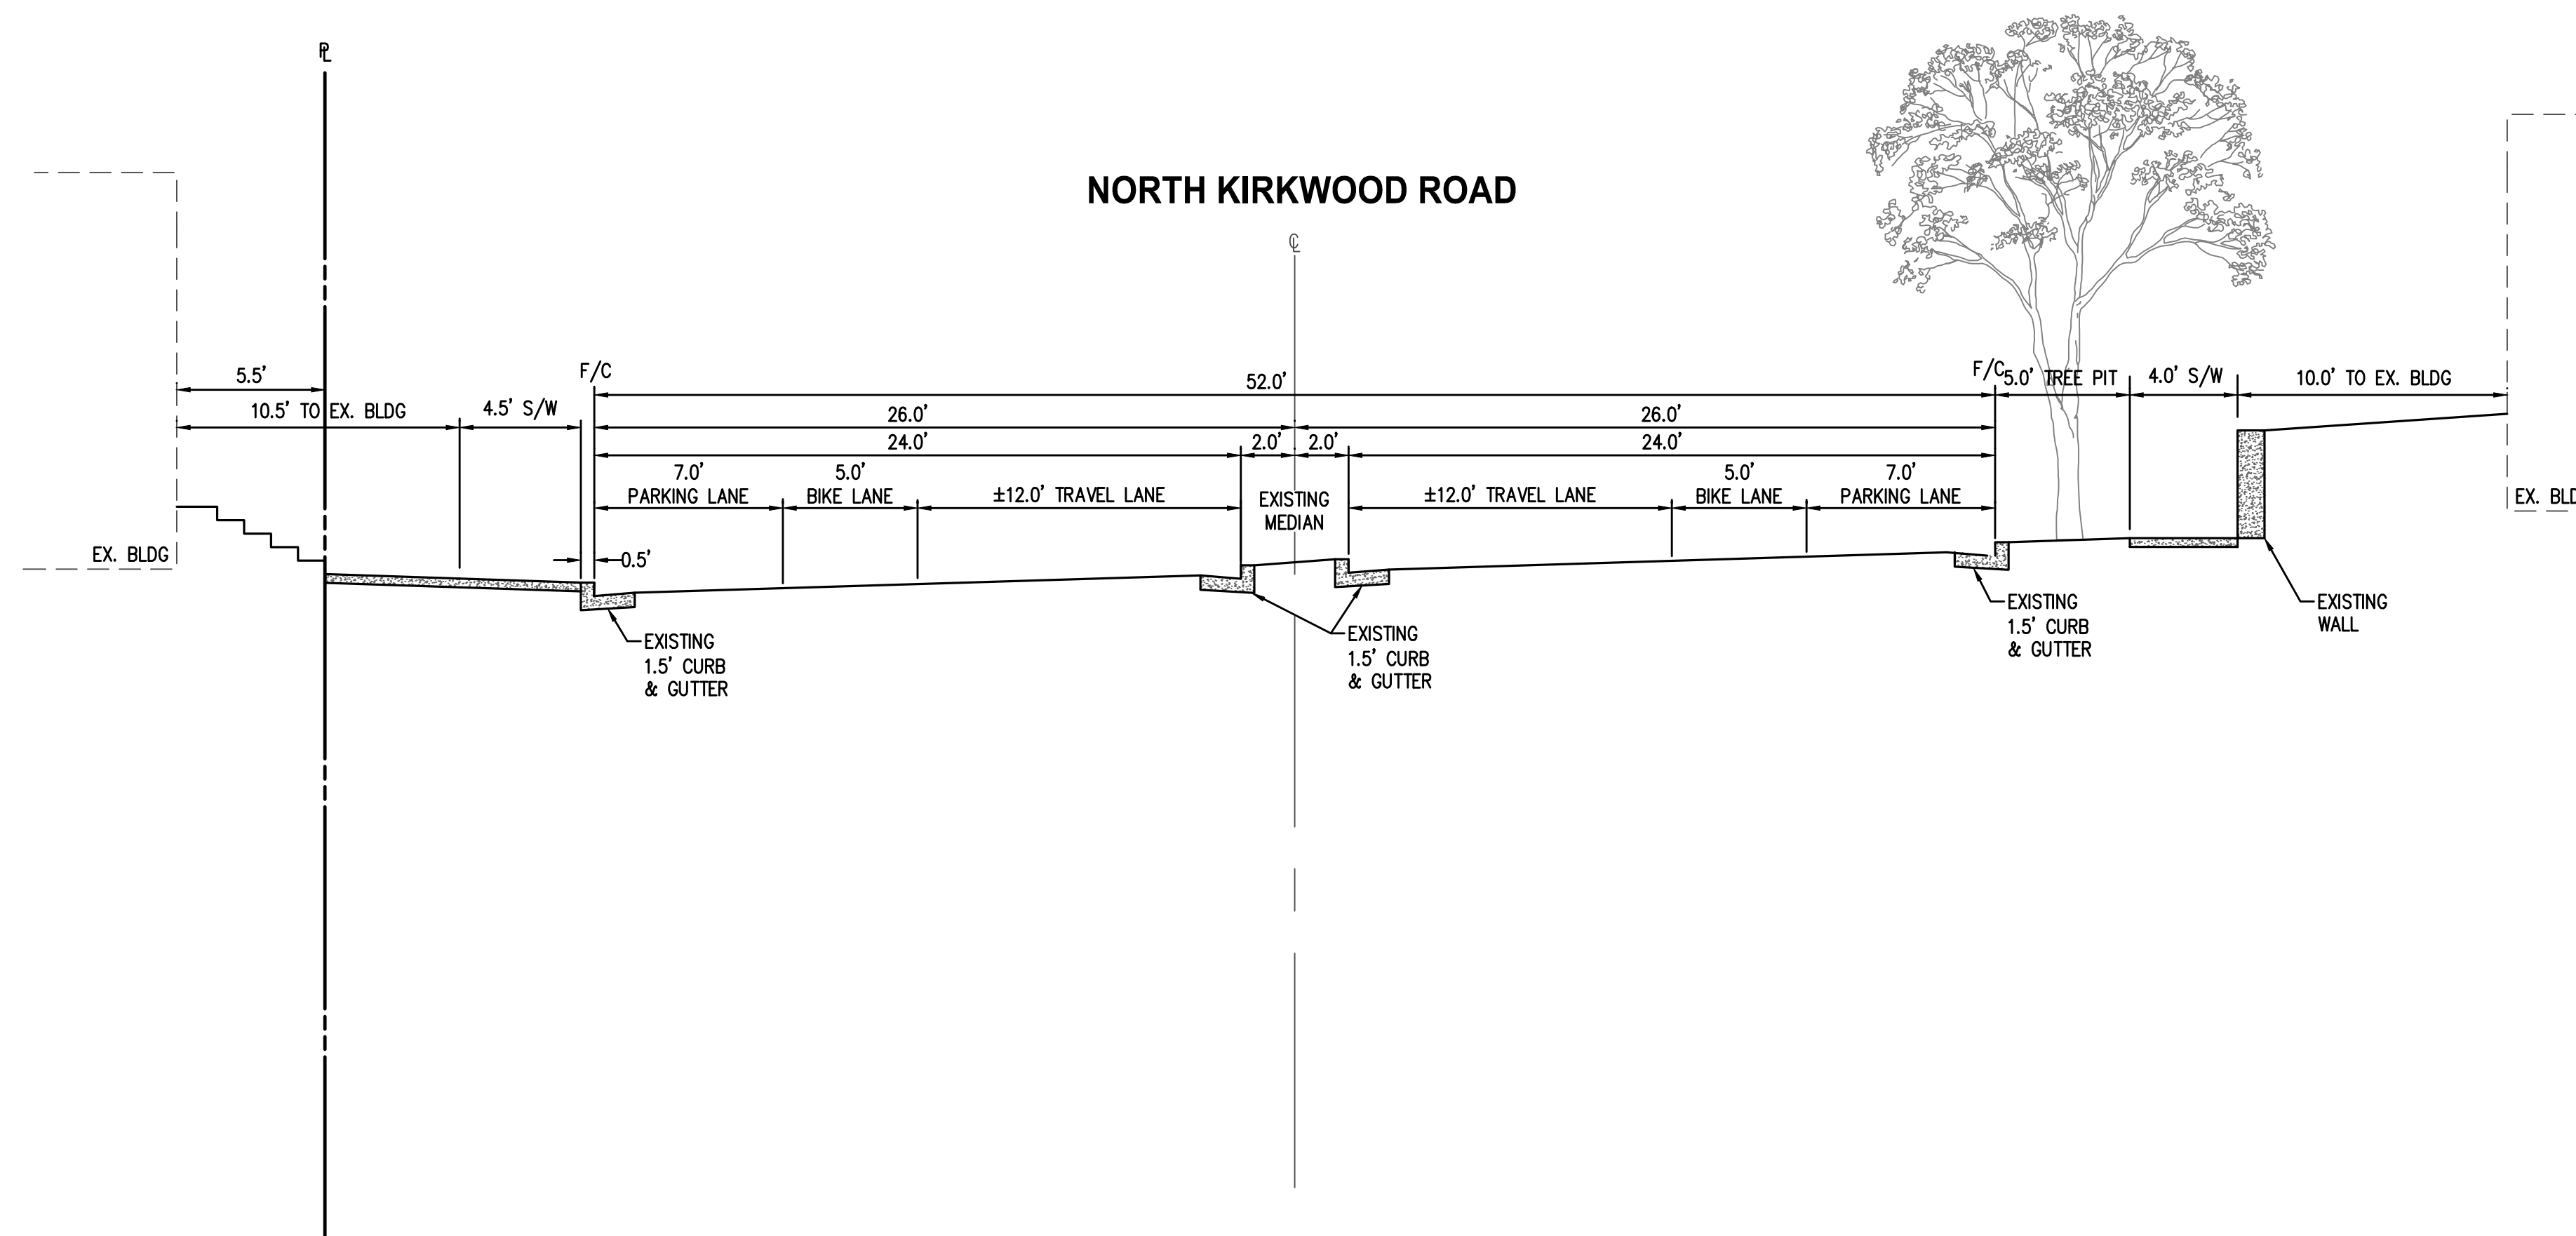 PL
NORTH KIRKWOOD ROAD
CL
5.5'
10.5' TO EX. BLDG
4.5' S/W
F/C
52.0'
F/C
5.0' TREE PIT
4.0' S/W
10.0' TO EX. BLDG
26.0'
26.0'
24.0'
2.0'
2.0'
24.0'
7.0'
PARKING LANE
5.0'
BIKE LANE
±12.0' TRAVEL LANE
EXISTING
MEDIAN
±12.0' TRAVEL LANE
5.0'
BIKE LANE
7.0'
PARKING LANE
EX. BLD
EX. BLDG
0.5'
EXISTING
1.5' CURB
& GUTTER
EXISTING
1.5' CURB
& GUTTER
EXISTING
1.5' CURB
& GUTTER
EXISTING
WALL